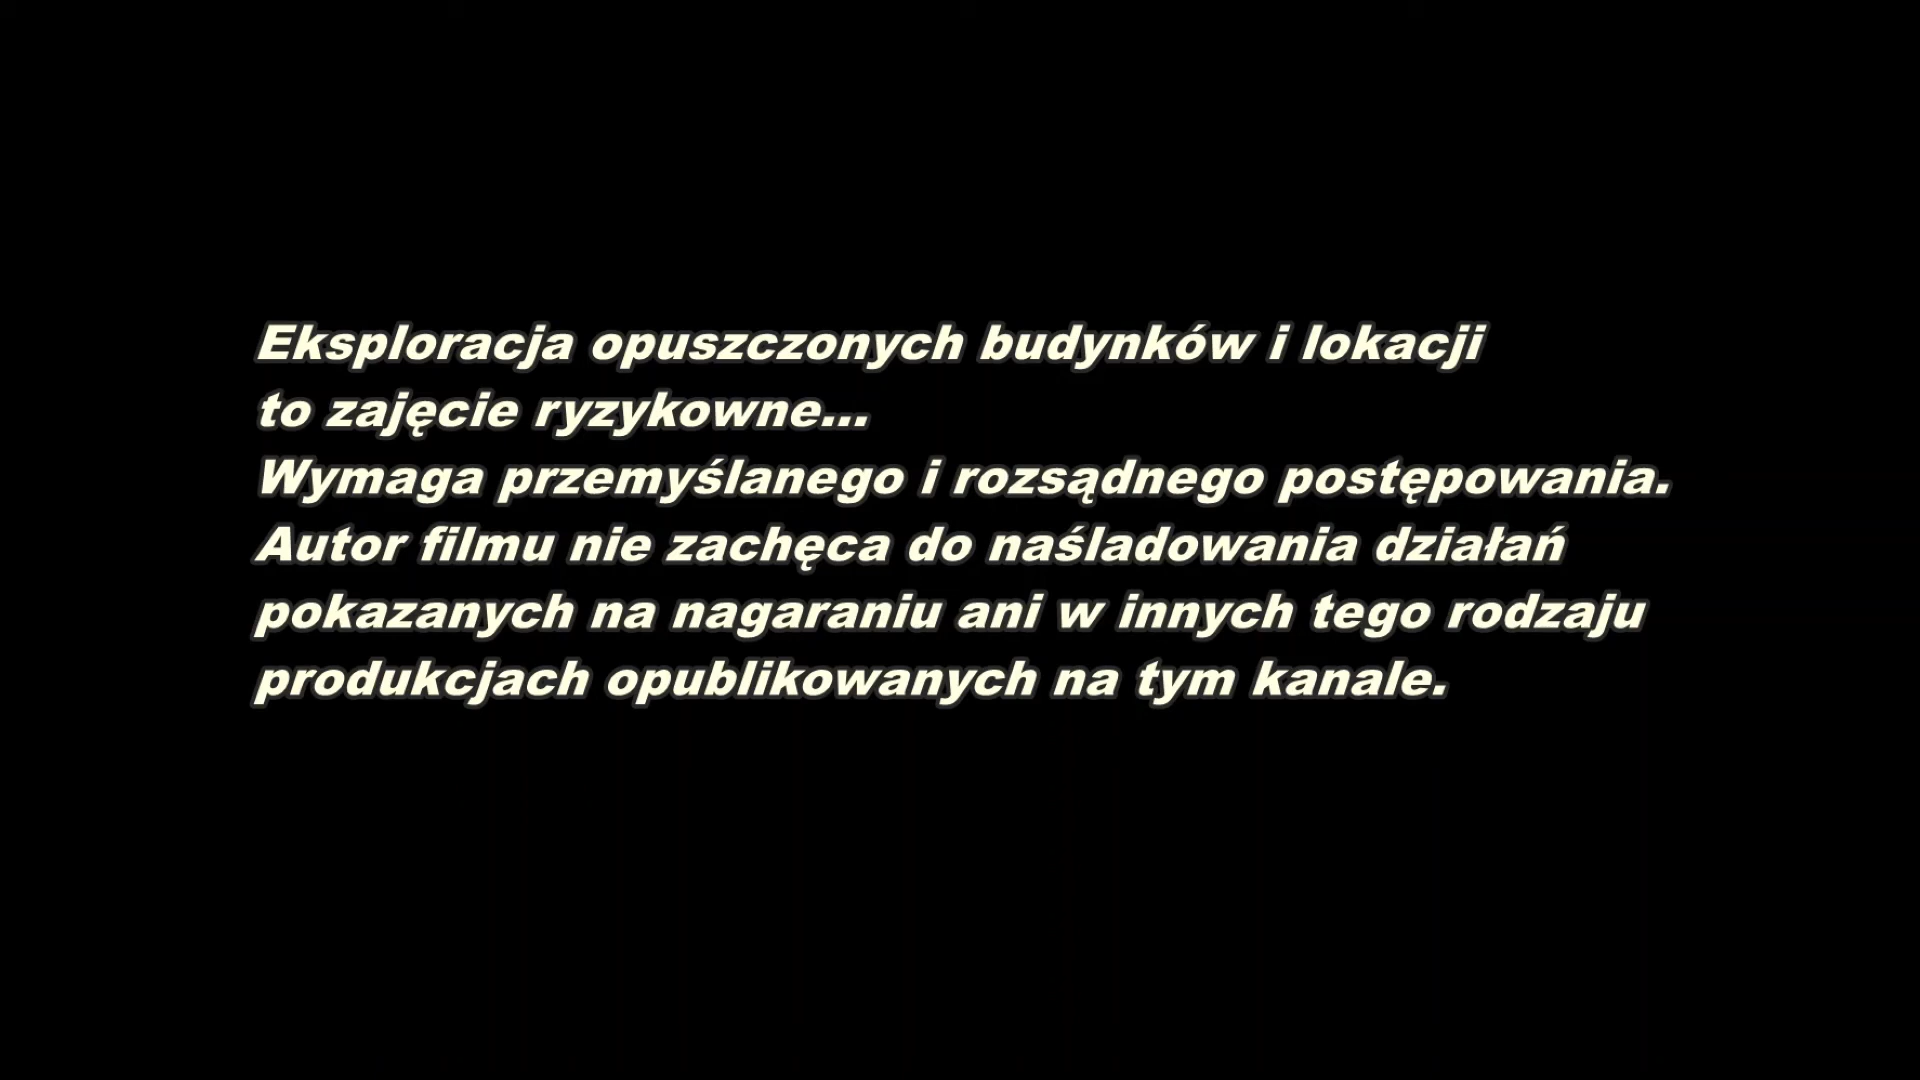 Eksploracja opuszczonych budynków i lokacji
to zajęcie ryzykowne...
Wymaga przemyślanego i rozsądnego postępowania.
Autor filmu nie zachęca do naśladowania działań
pokazanych na nagaraniu ani w innych tego rodzaju
produkcjach opublikowanych na tym kanale.